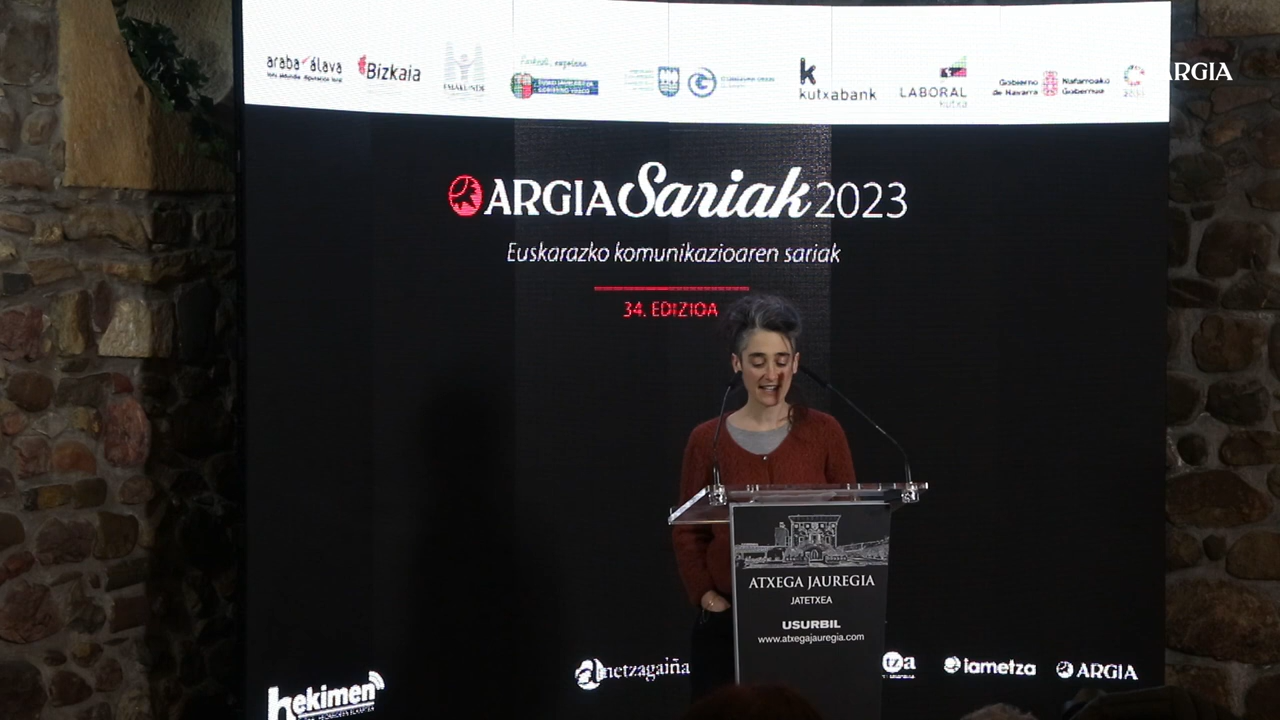 araba álava
Bizkaia
EMAKUNDE
EUSKO JAURLARITZA
GOBIERNO VASCO
kutxabank
LABORAL
kutxa
Gobierno
de Navarra
Nafarroako
Gobernua
ARGIA
ARGIA Sariak 2023
Euskarazko komunikazioaren sariak
34. EDIZIOA
ATXEGA JAUREGIA
JATETXEA
USURBIL
www.atxegajauregia.com
hekimen
metzagaiña
iametza
ARGIA